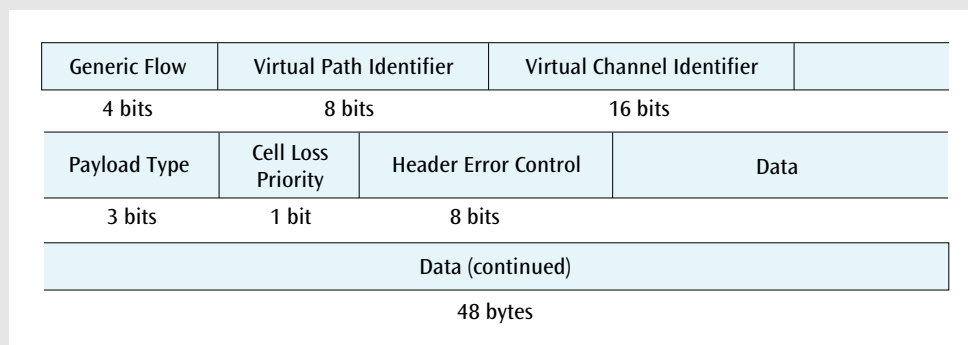 Generic Flow Virtual Path Identifier Virtual Channel Identifier
4 bits 8 bits 16 bits
Payload Type Cell Loss Priority Header Error Control Data
3 bits 1 bit 8 bits
Data (continued)
48 bytes